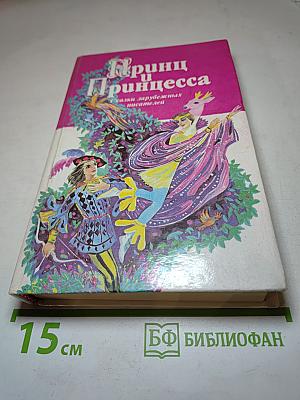 Принц
и
Принцесса
Сказки зарубежных
писателей
15 см
БФ БИБЛИОФАН